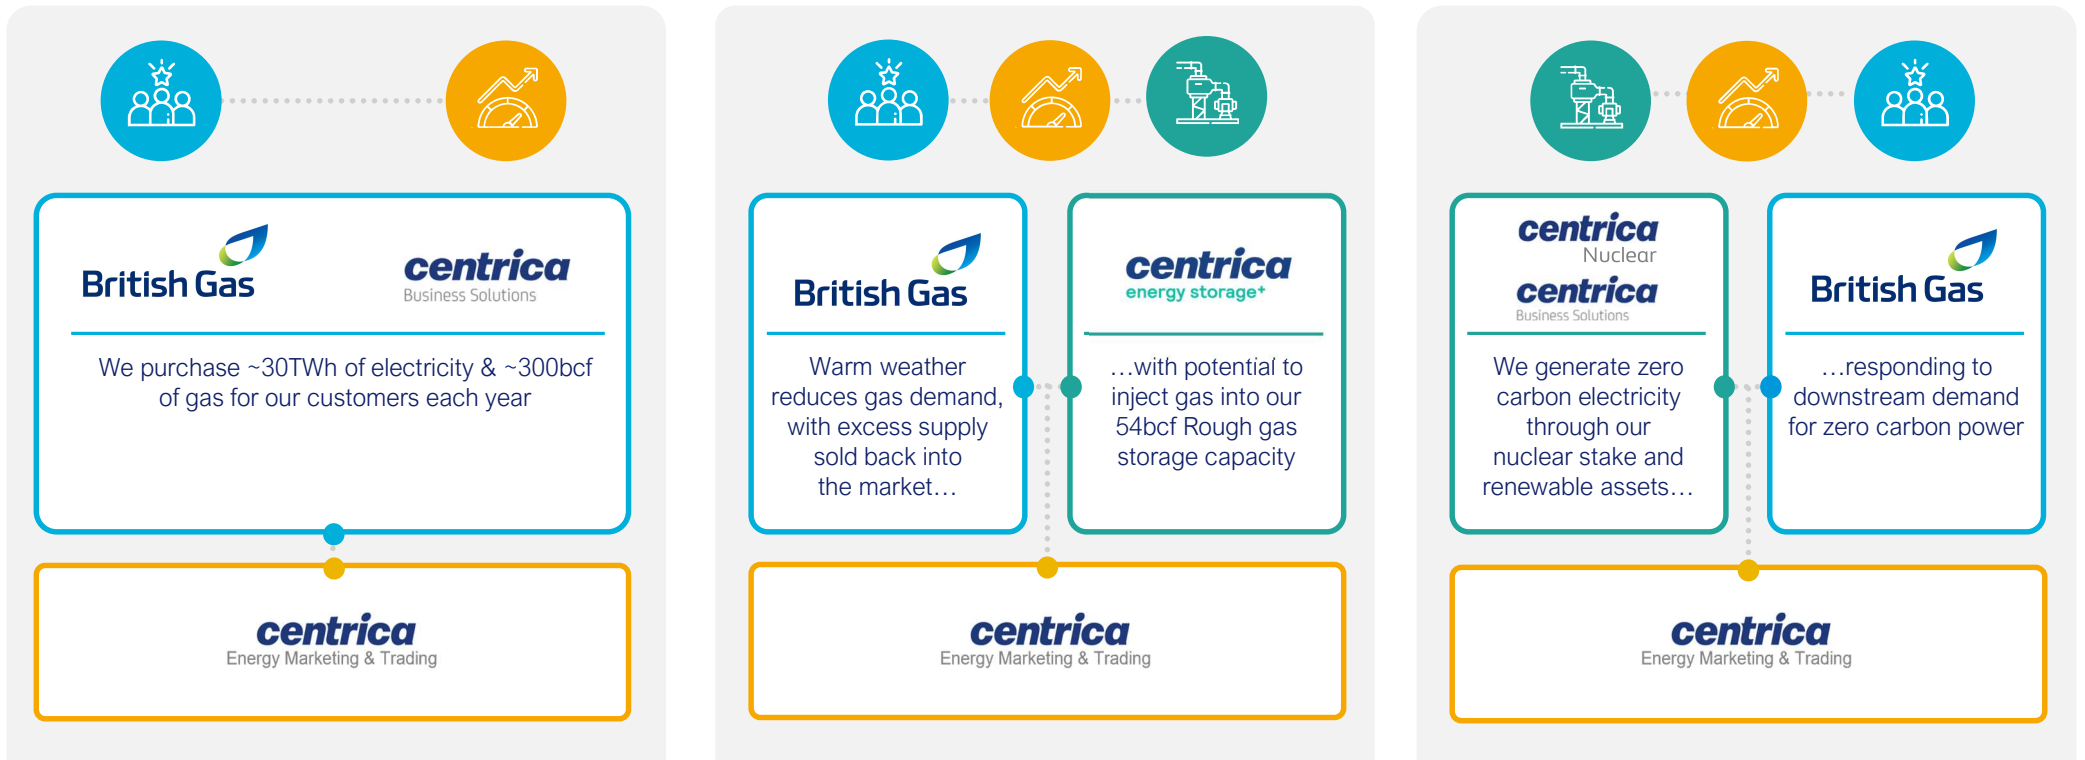 British Gas
centrica
Business Solutions
We purchase ~30TWh of electricity & ~300bcf
of gas for our customers each year
centrica
Energy Marketing & Trading
British Gas
Warm weather
reduces gas demand,
with excess supply
sold back into
the market…
centrica
energy storage+
…with potential to
inject gas into our
54bcf Rough gas
storage capacity
centrica
Energy Marketing & Trading
centrica
Nuclear
centrica
Business Solutions
We generate zero
carbon electricity
through our
nuclear stake and
renewable assets…
British Gas
…responding to
downstream demand
for zero carbon power
centrica
Energy Marketing & Trading